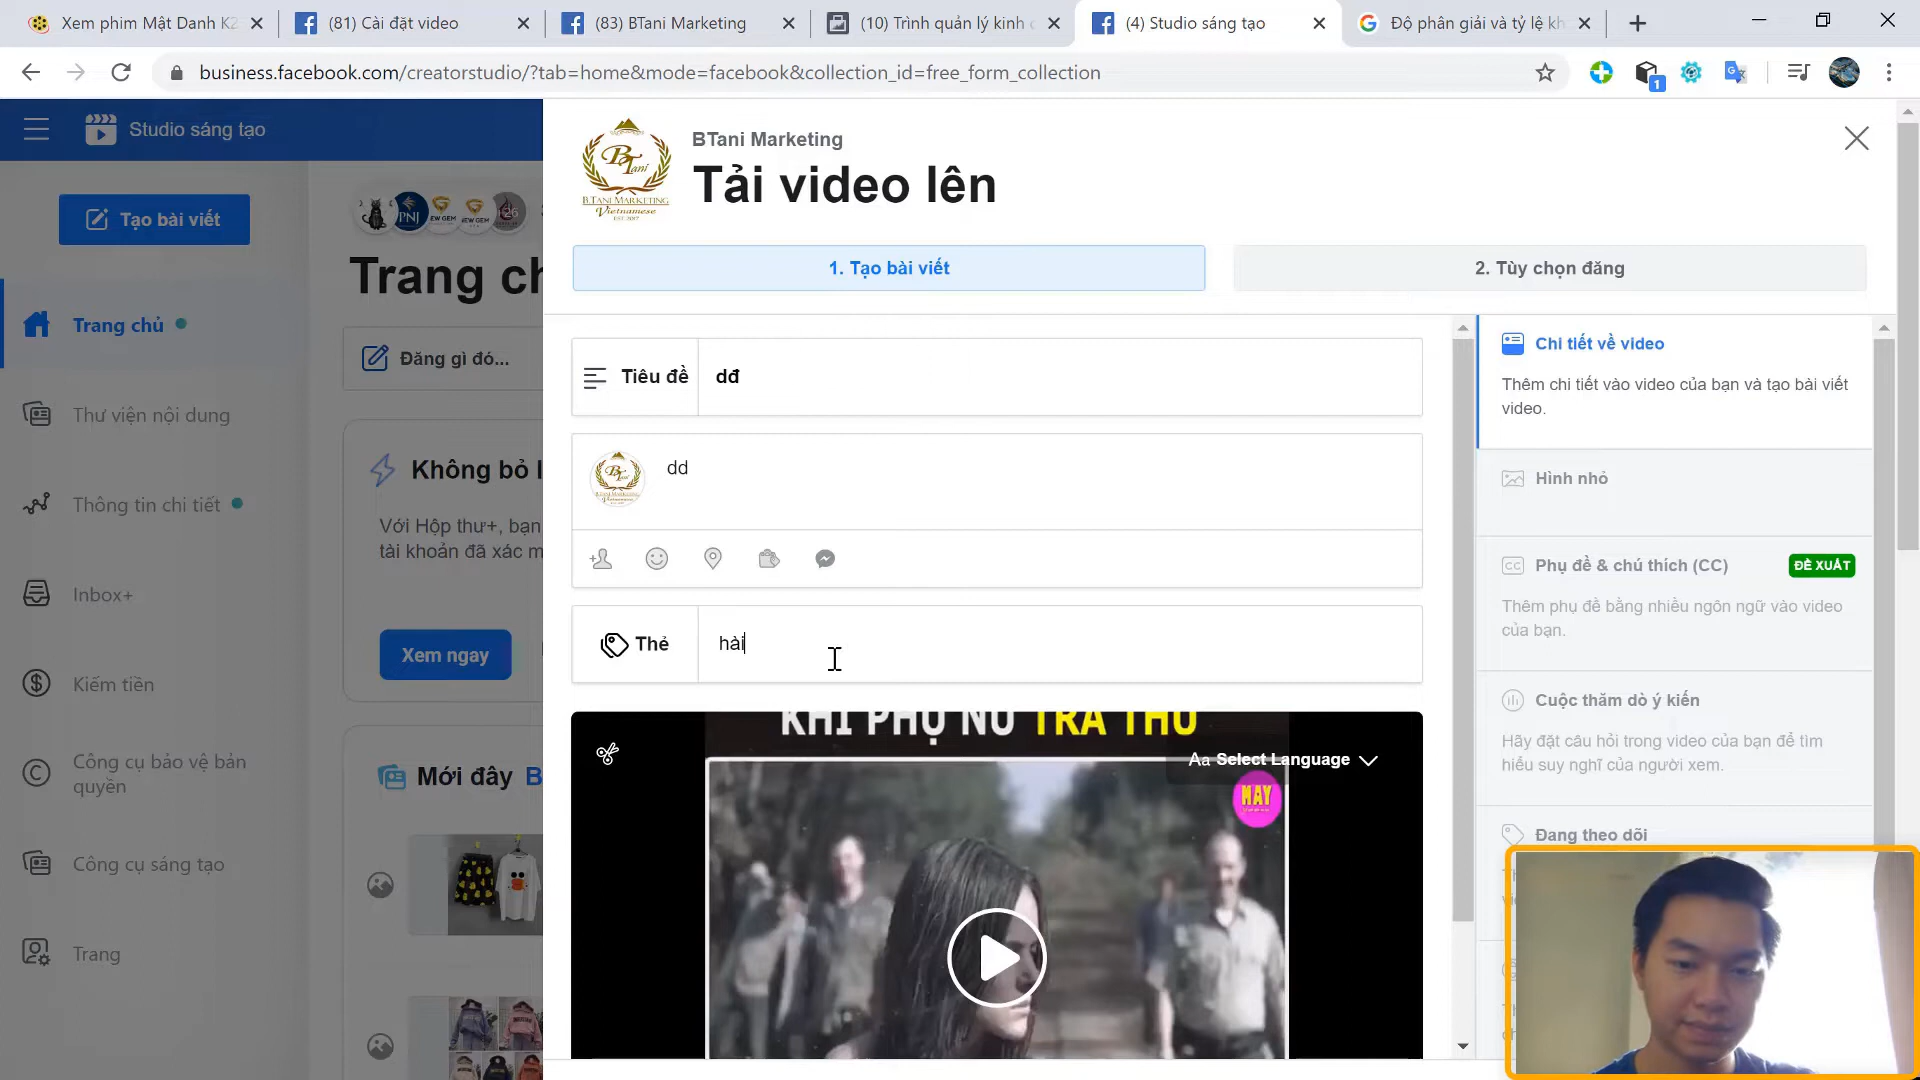 Xem phim Mật Danh K2
(81) Cài đặt video
(83) BTani Marketing
(10) Trình quản lý kinh
(4) Studio sáng tạo
Độ phân giải và tỷ lệ kh
business.facebook.com/creatorstudio/?tab=home&mode=facebook&collection_id=free_form_collection
1
Studio sáng tạo
Tạo bài viết
Trang chủ
Thư viện nội dung
Thông tin chi tiết
Inbox+
Kiếm tiền
Công cụ bảo vệ bản
quyền
Công cụ sáng tạo
Trang
PNJ
+26
Trang ch
Đăng gì đó...
Không bỏ l
Với Hộp thư+, bạn
tài khoản đã xác m
Xem ngay
Mới đây B
BTani
B.TANI MARKETING
Vietnamese
BTani Marketing
Tải video lên
1. Tạo bài viết
2. Tùy chọn đăng
Tiêu đề
dđ
dd
Thẻ
hài
KHI PHỤ NỮ TRẢ THÙ
Aa Select Language
HAY
Chi tiết về video
Thêm chi tiết vào video của bạn và tạo bài viết
video.
Hình nhỏ
CC Phụ đề & chú thích (CC)
ĐỀ XUẤT
Thêm phụ đề bằng nhiều ngôn ngữ vào video
của bạn.
Cuộc thăm dò ý kiến
Hãy đặt câu hỏi trong video của bạn để tìm
hiểu suy nghĩ của người xem.
Đang theo dõi